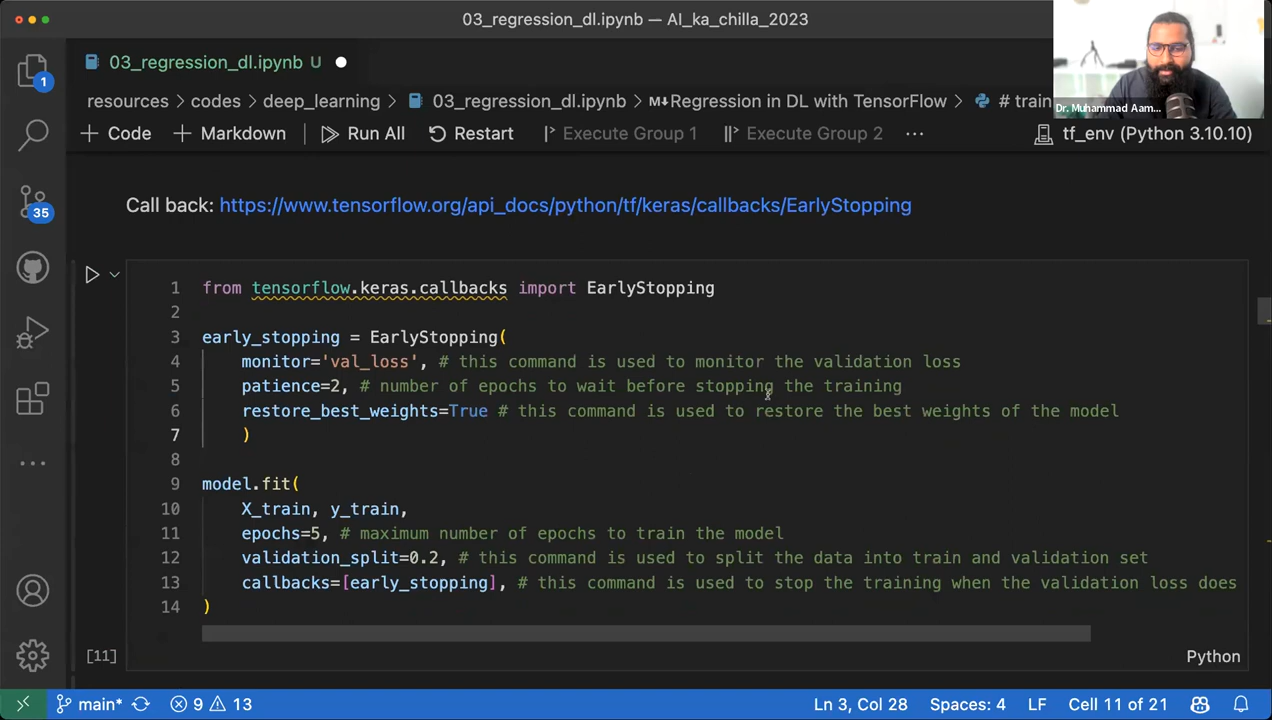 03_regression_dl.ipynb — AI_ka_chilla_2023
03_regression_dl.ipynb U
resources > codes > deep_learning > 03_regression_dl.ipynb > M↓Regression in DL with TensorFlow > # train
Dr. Muhammad Aam...
+ Code + Markdown Run All Restart Execute Group 1 Execute Group 2 ... tf_env (Python 3.10.10)
1
35
Call back: https://www.tensorflow.org/api_docs/python/tf/keras/callbacks/EarlyStopping
1 from tensorflow.keras.callbacks import EarlyStopping
2
3 early_stopping = EarlyStopping(
4 monitor='val_loss', # this command is used to monitor the validation loss
5 patience=2, # number of epochs to wait before stopping the training
6 restore_best_weights=True # this command is used to restore the best weights of the model
7 )
8
9 model.fit(
10 X_train, y_train,
11 epochs=5, # maximum number of epochs to train the model
12 validation_split=0.2, # this command is used to split the data into train and validation set
13 callbacks=[early_stopping], # this command is used to stop the training when the validation loss does
14 )
[11] Python
main* 9 13 Ln 3, Col 28 Spaces: 4 LF Cell 11 of 21